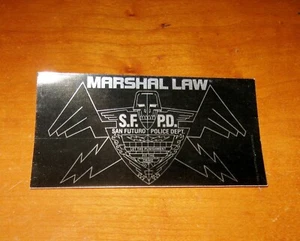 MARSHAL LAW
S.F. P.D.
SAN FUTURO POLICE DEPT.